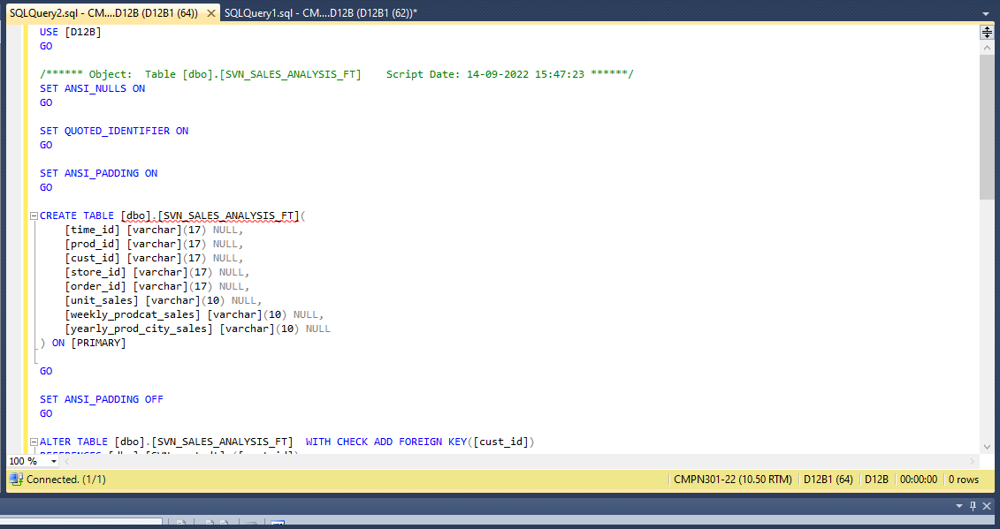 SQLQuery2.sql - CM....D12B (D12B1 (64)) SQLQuery1.sql - CM....D12B (D12B1 (62))*
USE [D12B]
GO
/****** Object:  Table [dbo].[SVN_SALES_ANALYSIS_FT]    Script Date: 14-09-2022 15:47:23 ******/
SET ANSI_NULLS ON
GO
SET QUOTED_IDENTIFIER ON
GO
SET ANSI_PADDING ON
GO
CREATE TABLE [dbo].[SVN_SALES_ANALYSIS_FT](
[time_id] [varchar](17) NULL,
[prod_id] [varchar](17) NULL,
[cust_id] [varchar](17) NULL,
[store_id] [varchar](17) NULL,
[order_id] [varchar](17) NULL,
[unit_sales] [varchar](10) NULL,
[weekly_prodcat_sales] [varchar](10) NULL,
[yearly_prod_city_sales] [varchar](10) NULL
) ON [PRIMARY]
GO
SET ANSI_PADDING OFF
GO
ALTER TABLE [dbo].[SVN_SALES_ANALYSIS_FT]  WITH CHECK ADD FOREIGN KEY([cust_id])
100 %
Connected. (1/1) CMPN301-22 (10.50 RTM) D12B1 (64) D12B 00:00:00 0 rows